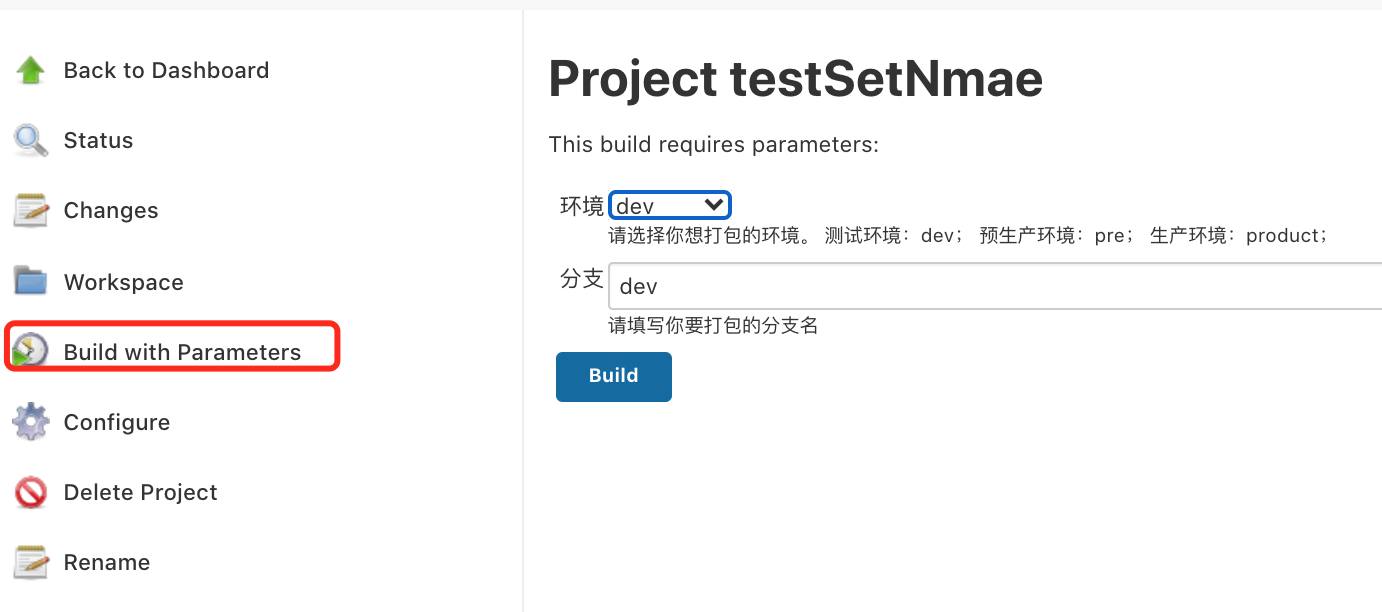 Back to Dashboard
Status
Changes
Workspace
Build with Parameters
Configure
Delete Project
Rename
Project testSetNmae
This build requires parameters:
环境 dev
请选择你想打包的环境。 测试环境：dev； 预生产环境：pre； 生产环境：product；
分支 dev
请填写你要打包的分支名
Build